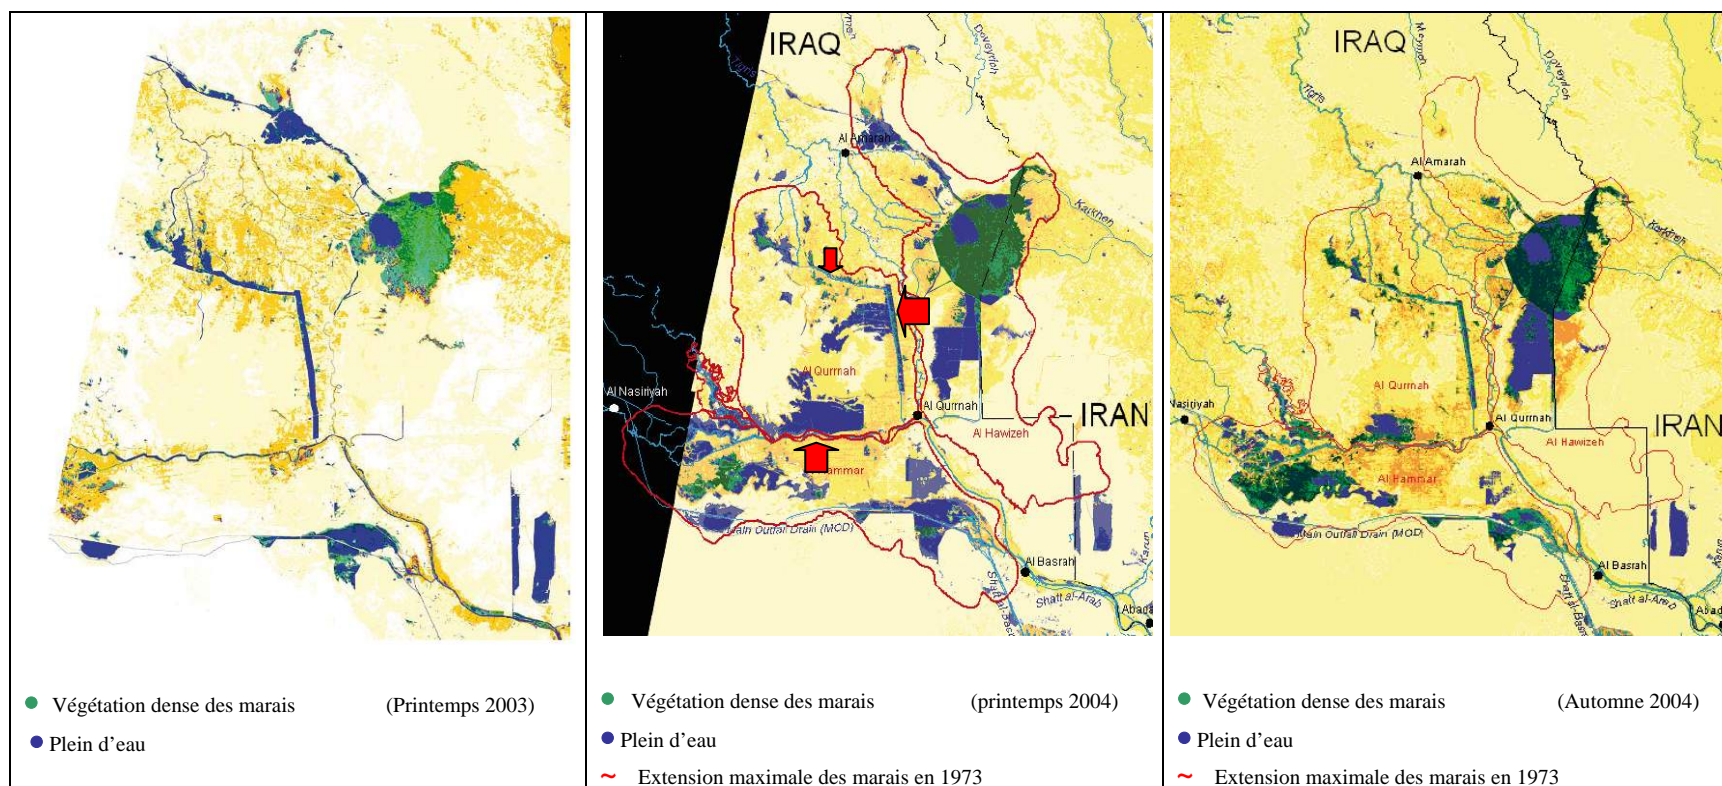 IRAQ
Doveydoh
Tigris
Al Amarah
Karkheh
Al Nasiriyah
Al Qurnah
Al Qurnah
IRAN
Al Hawizeh
Main Outfall Drain (MOD)
Al Basrah
Karun
Shatt al-Arab
IRAQ
Meymeh
Doveydoh
Tigris
Al Amarah
Karkheh
Nasiriyah
Al Qurnah
Al Qurnah
IRAN
Al Hawizeh
Al Hammar
Main Outfall Drain (MOD)
Al Basrah
Shatt al-Arab
Végétation dense des marais (Printemps 2003)
Plein d'eau
Végétation dense des marais (printemps 2004)
Plein d'eau
~ Extension maximale des marais en 1973
Végétation dense des marais (Automne 2004)
Plein d'eau
~ Extension maximale des marais en 1973